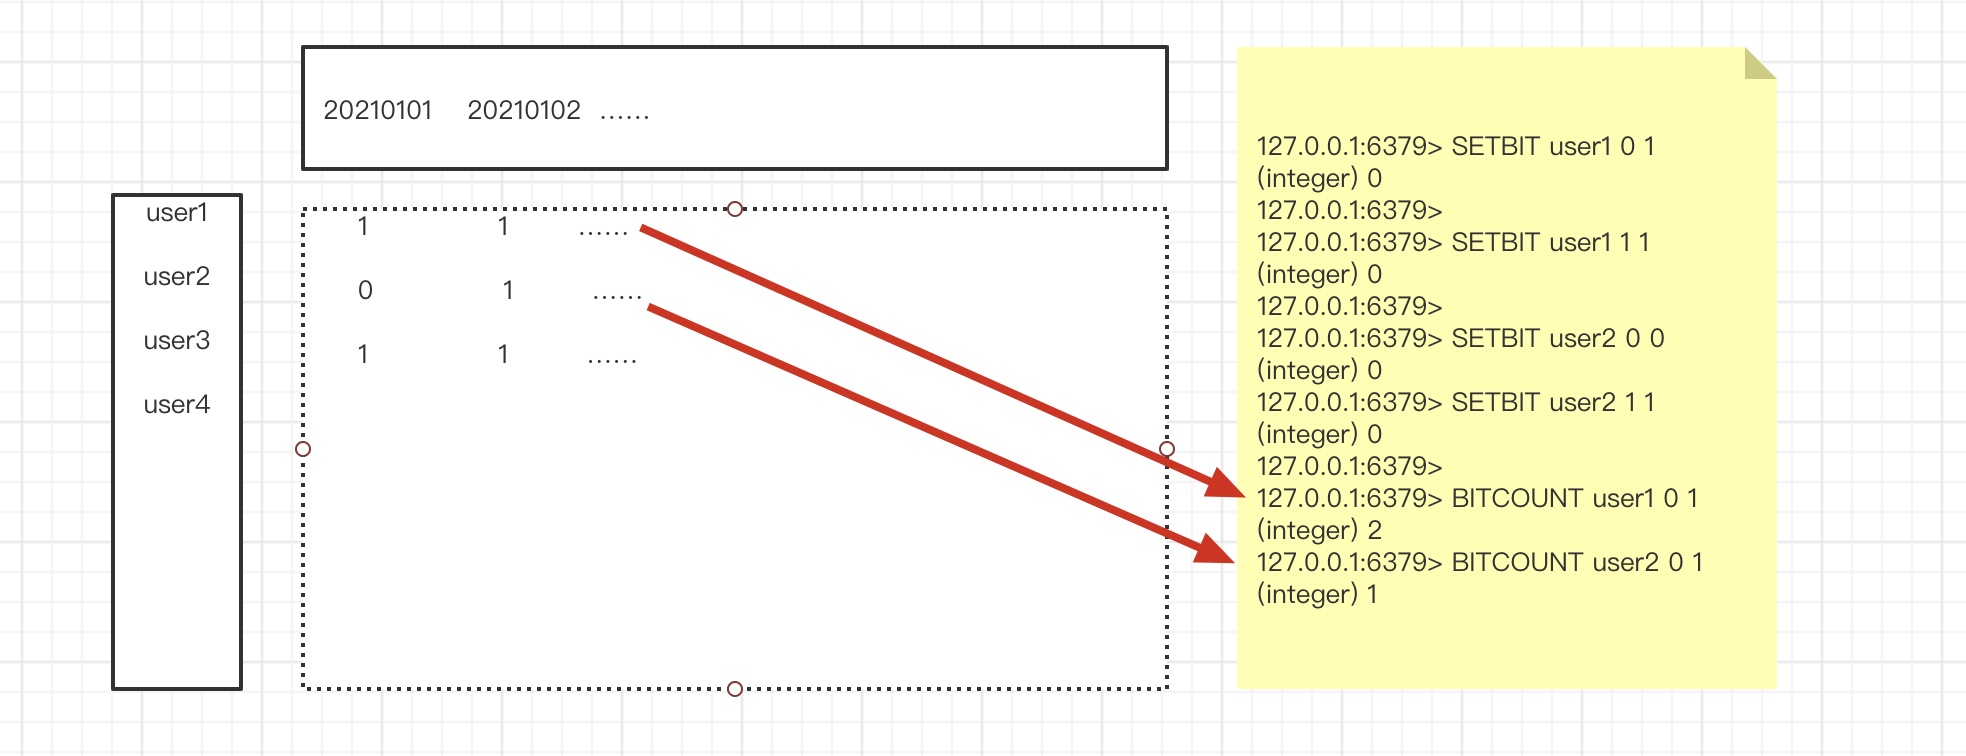 20210101 20210102 ......
user1
user2
user3
user4
1 1 ......
0 1 ......
1 1 ......
127.0.0.1:6379> SETBIT user1 0 1
(integer) 0
127.0.0.1:6379>
127.0.0.1:6379> SETBIT user1 1 1
(integer) 0
127.0.0.1:6379>
127.0.0.1:6379> SETBIT user2 0 0
(integer) 0
127.0.0.1:6379> SETBIT user2 1 1
(integer) 0
127.0.0.1:6379>
127.0.0.1:6379> BITCOUNT user1 0 1
(integer) 2
127.0.0.1:6379> BITCOUNT user2 0 1
(integer) 1